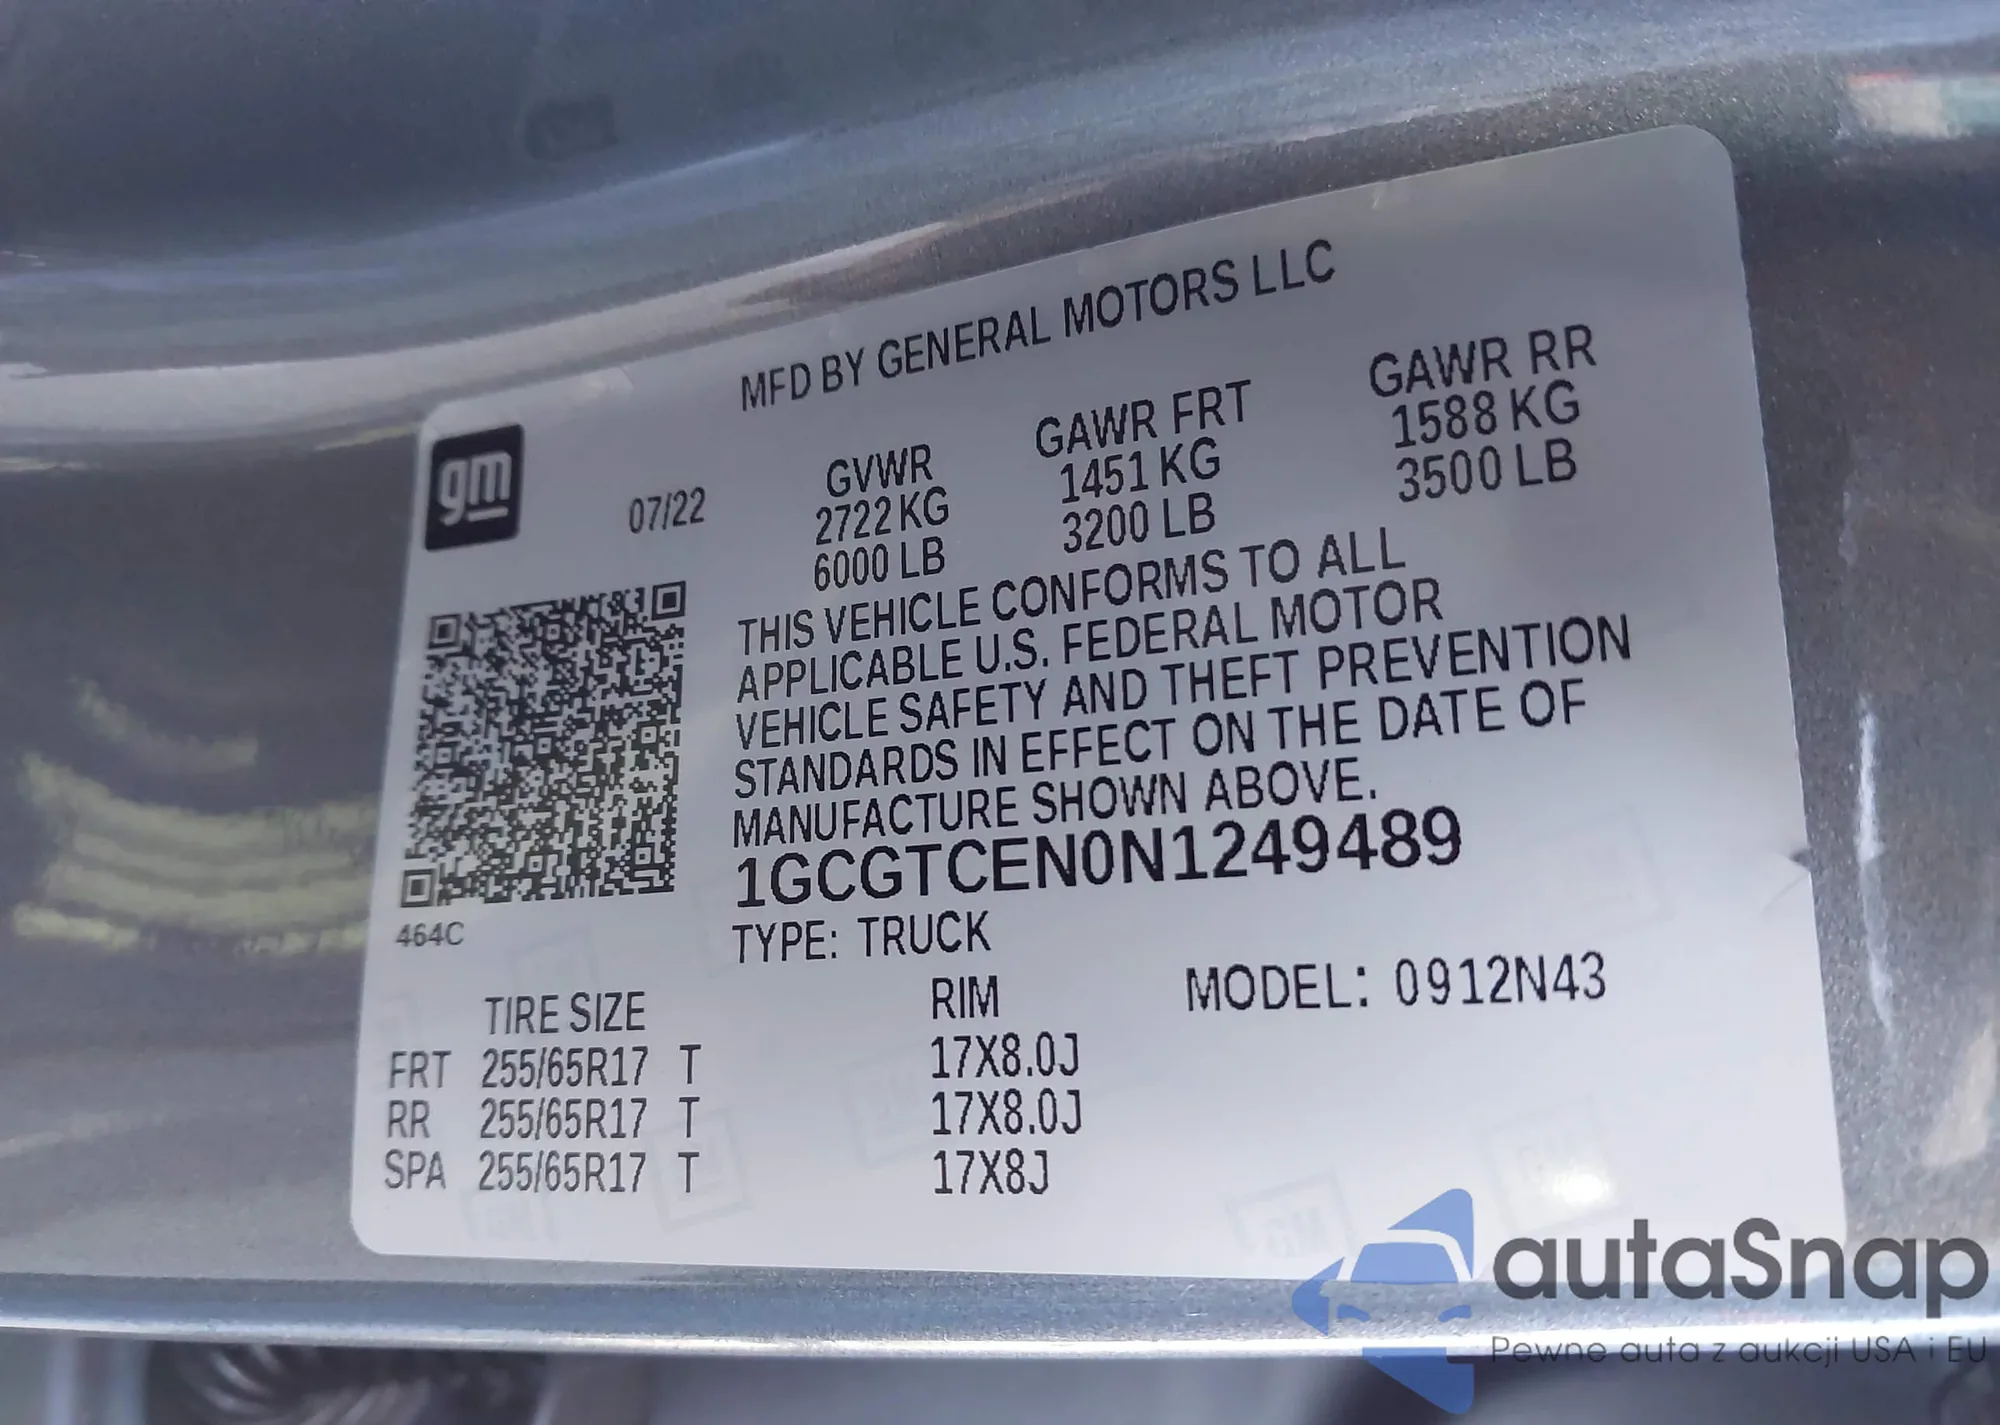 MFD BY GENERAL MOTORS LLC
gm
07/22
GVWR
2722 KG
6000 LB
GAWR FRT
1451 KG
3200 LB
GAWR RR
1588 KG
3500 LB
THIS VEHICLE CONFORMS TO ALL
APPLICABLE U.S. FEDERAL MOTOR
VEHICLE SAFETY AND THEFT PREVENTION
STANDARDS IN EFFECT ON THE DATE OF
MANUFACTURE SHOWN ABOVE.
1GCGTCEN0N1249489
464C
TYPE: TRUCK
MODEL: 0912N43
TIRE SIZE RIM
FRT 255/65R17 T 17X8.0J
RR 255/65R17 T 17X8.0J
SPA 255/65R17 T 17X8J
autaSnap
Pewne auta z aukcji USA i EU